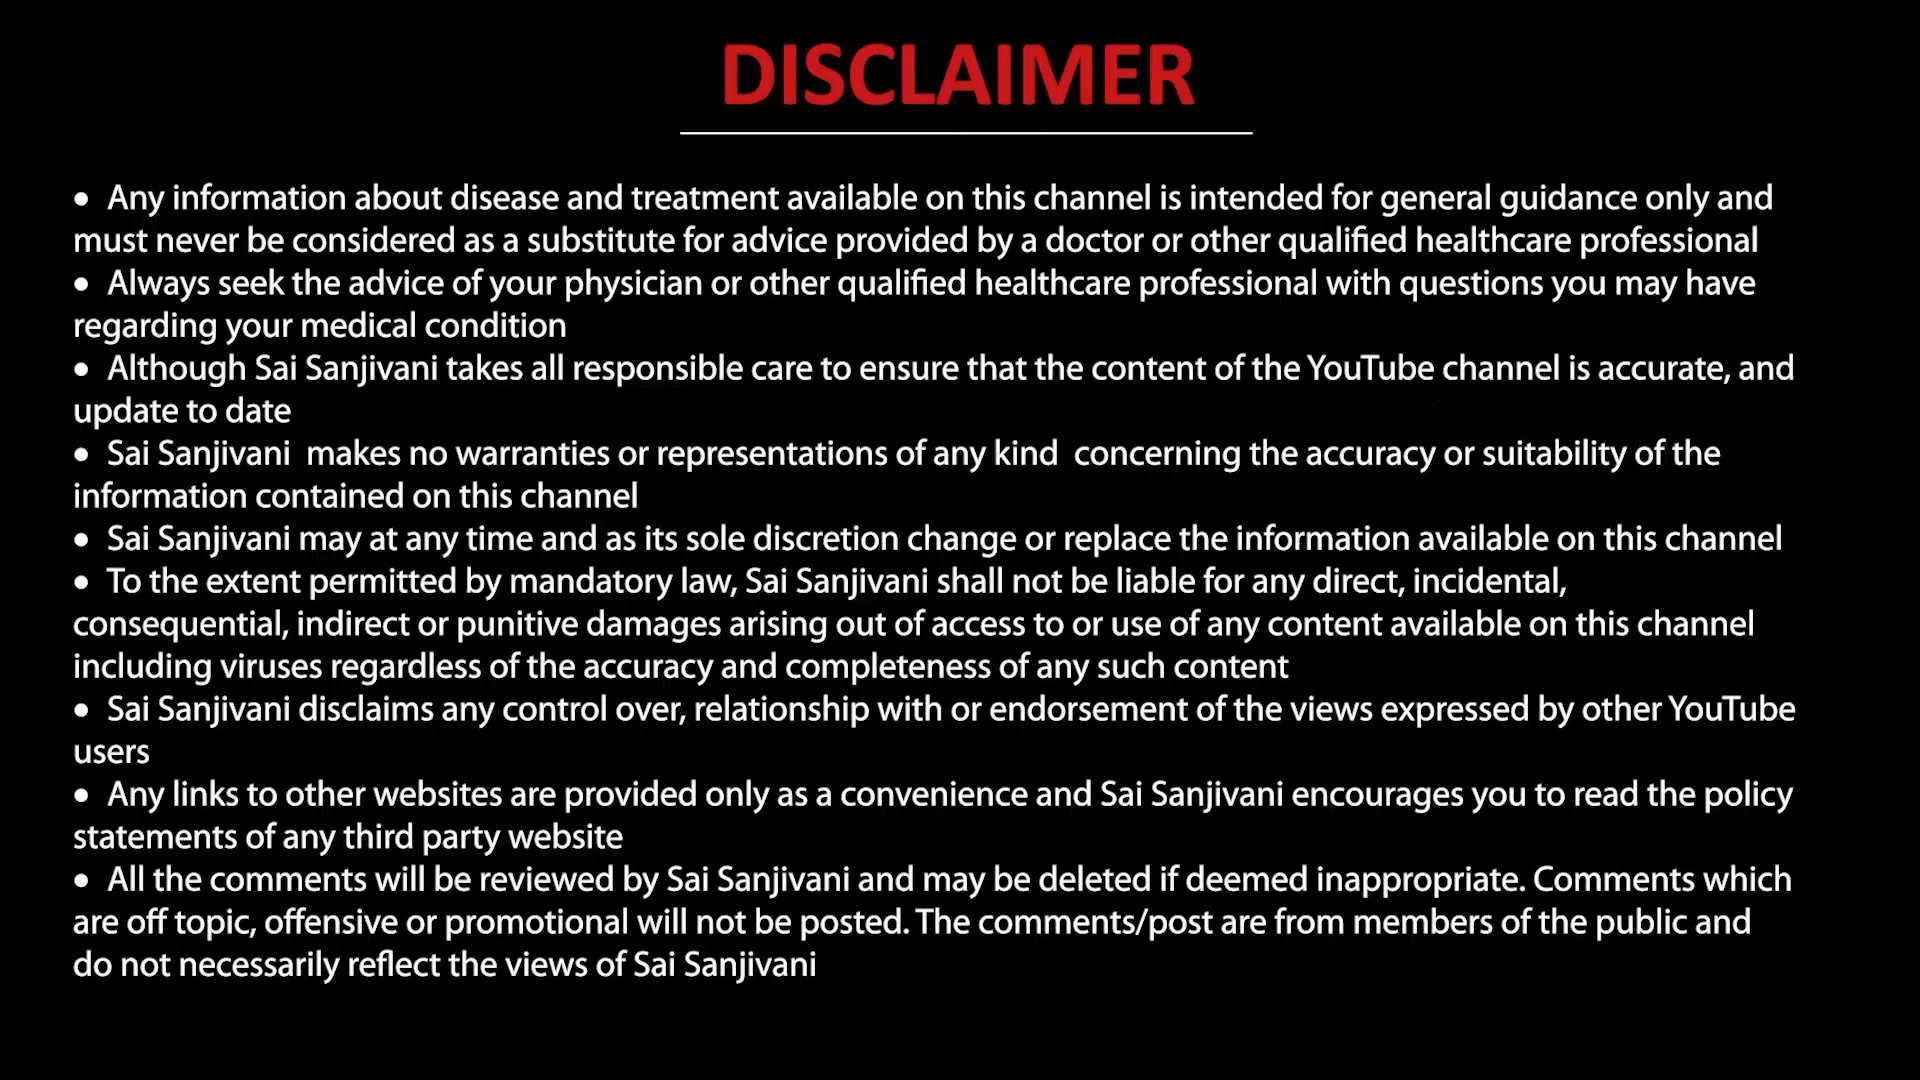 DISCLAIMER
• Any information about disease and treatment available on this channel is intended for general guidance only and
must never be considered as a substitute for advice provided by a doctor or other qualified healthcare professional
• Always seek the advice of your physician or other qualified healthcare professional with questions you may have
regarding your medical condition
• Although Sai Sanjivani takes all responsible care to ensure that the content of the YouTube channel is accurate, and
update to date
• Sai Sanjivani  makes no warranties or representations of any kind  concerning the accuracy or suitability of the
information contained on this channel
• Sai Sanjivani may at any time and as its sole discretion change or replace the information available on this channel
• To the extent permitted by mandatory law, Sai Sanjivani shall not be liable for any direct, incidental,
consequential, indirect or punitive damages arising out of access to or use of any content available on this channel
including viruses regardless of the accuracy and completeness of any such content
• Sai Sanjivani disclaims any control over, relationship with or endorsement of the views expressed by other YouTube
users
• Any links to other websites are provided only as a convenience and Sai Sanjivani encourages you to read the policy
statements of any third party website
• All the comments will be reviewed by Sai Sanjivani and may be deleted if deemed inappropriate. Comments which
are off topic, offensive or promotional will not be posted. The comments/post are from members of the public and
do not necessarily reflect the views of Sai Sanjivani